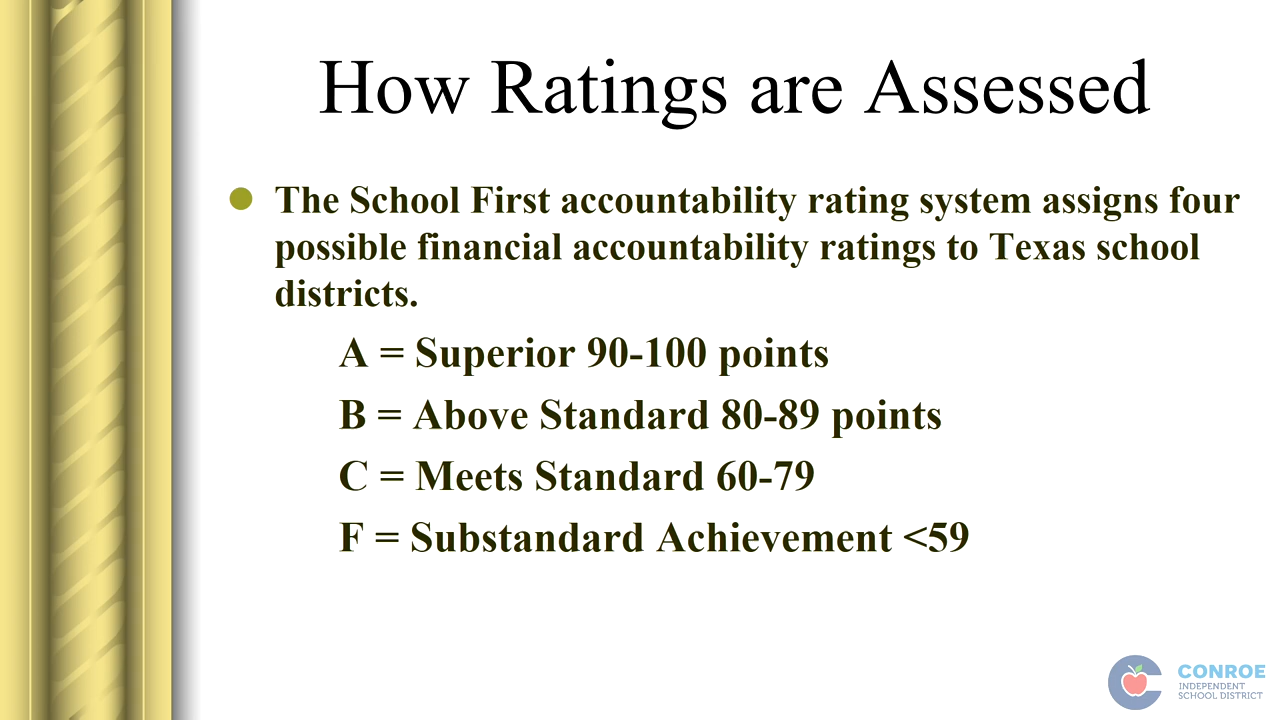 How Ratings are Assessed
The School First accountability rating system assigns four
possible financial accountability ratings to Texas school
districts.
A = Superior 90-100 points
B = Above Standard 80-89 points
C = Meets Standard 60-79
F = Substandard Achievement <59
CONROE
INDEPENDENT
SCHOOL DISTRICT